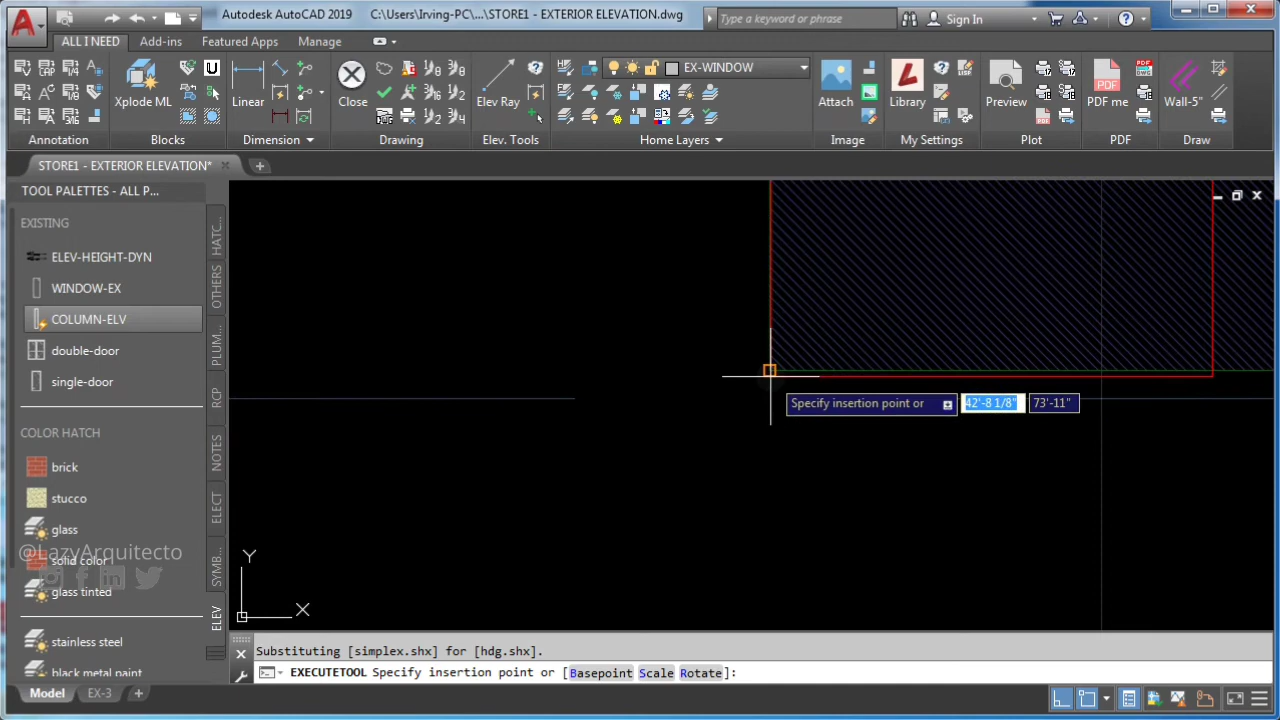 Autodesk AutoCAD 2019 C:\Users\Irving-PC\...\STORE1 - EXTERIOR ELEVATION.dwg
Type a keyword or phrase
Sign In
ALL I NEED Add-ins Featured Apps Manage
Xplode ML Linear Close Elev Ray EX-WINDOW Attach Library Preview PDF me Wall-5"
Annotation Blocks Dimension Drawing Elev. Tools Home Layers Image My Settings Plot PDF Draw
STORE1 - EXTERIOR ELEVATION*
TOOL PALETTES - ALL P...
EXISTING
ELEV-HEIGHT-DYN
WINDOW-EX
COLUMN-ELV
double-door
single-door
COLOR HATCH
brick
stucco
glass
@LazyArquitecto
solid color
glass tinted
stainless steel
black metal paint
HATC...
OTHERS
PLUM...
RCP
NOTES
ELECT
SYMB...
ELEV
Specify insertion point or 42'-8 1/8" 73'-11"
Y
X
Substituting [simplex.shx] for [hdg.shx].
EXECUTETOOL Specify insertion point or [Basepoint Scale Rotate]:
Model EX-3